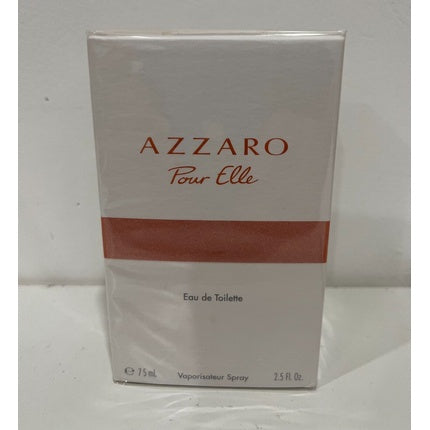 AZZARO
Pour Elle
Eau de Toilette
℮ 75 mL Vaporisateur Spray 2.5 Fl. Oz.